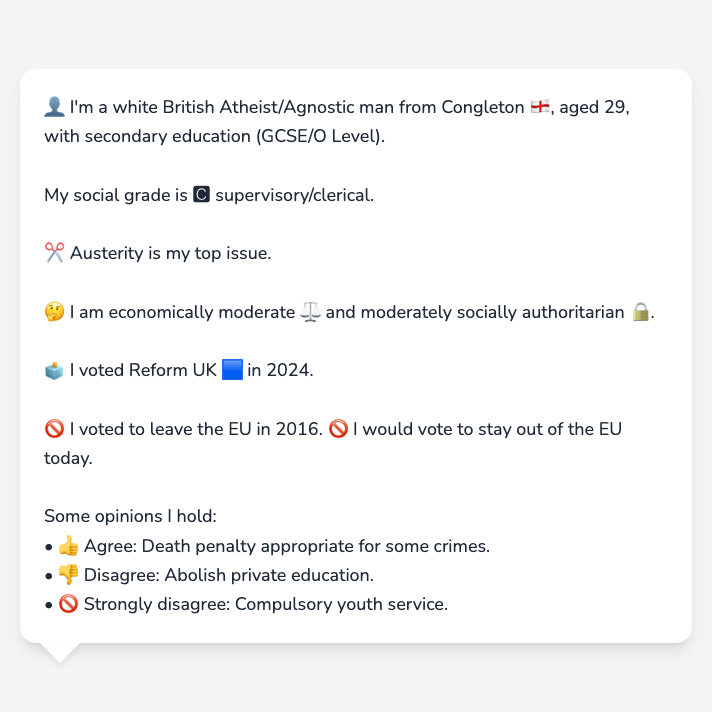 👤 I'm a white British Atheist/Agnostic man from Congleton 🏴󠁧󠁢󠁥󠁮󠁧󠁿, aged 29,
with secondary education (GCSE/O Level).
My social grade is 🅲 supervisory/clerical.
✂️ Austerity is my top issue.
🤔 I am economically moderate ⚖️ and moderately socially authoritarian 🔒.
🗳️ I voted Reform UK 🟦 in 2024.
🚫 I voted to leave the EU in 2016. 🚫 I would vote to stay out of the EU
today.
Some opinions I hold:
• 👍 Agree: Death penalty appropriate for some crimes.
• 👎 Disagree: Abolish private education.
• 🚫 Strongly disagree: Compulsory youth service.